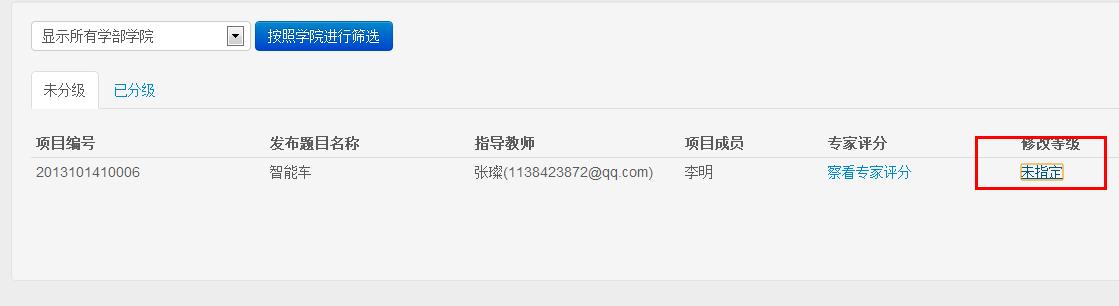 显示所有学部学院 按照学院进行筛选
未分级 已分级
项目编号 发布题目名称 指导教师 项目成员 专家评分 修改等级
2013101410006 智能车 张璨(1138423872@qq.com) 李明 察看专家评分 未指定